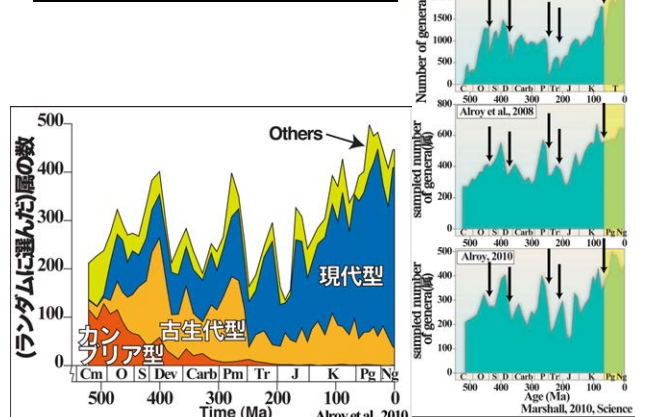 (ランダムに選んだ)属の数
500
400
300
200
100
0
Others
現代型
古生代型
カン
ブリア型
Cm O S Dev Carb Pm Tr J K Pg Ng
500 400 300 200 100 0
Time (Ma)
Alroy et al., 2010
Number of genera
1500
1000
500
0
C O S D Carb P Tr J K T
500 400 300 200 100 0
Alroy et al., 2008
sampled number
of genera(属)
800
600
400
200
0
C O S D Carb P Tr J K Pg Ng
500 400 300 200 100 0
Alroy, 2010
sampled number
of genera(属)
500
400
300
200
100
0
C O S D Carb P Tr J K Pg Ng
500 400 300 200 100 0
Age (Ma)
Marshall, 2010, Science